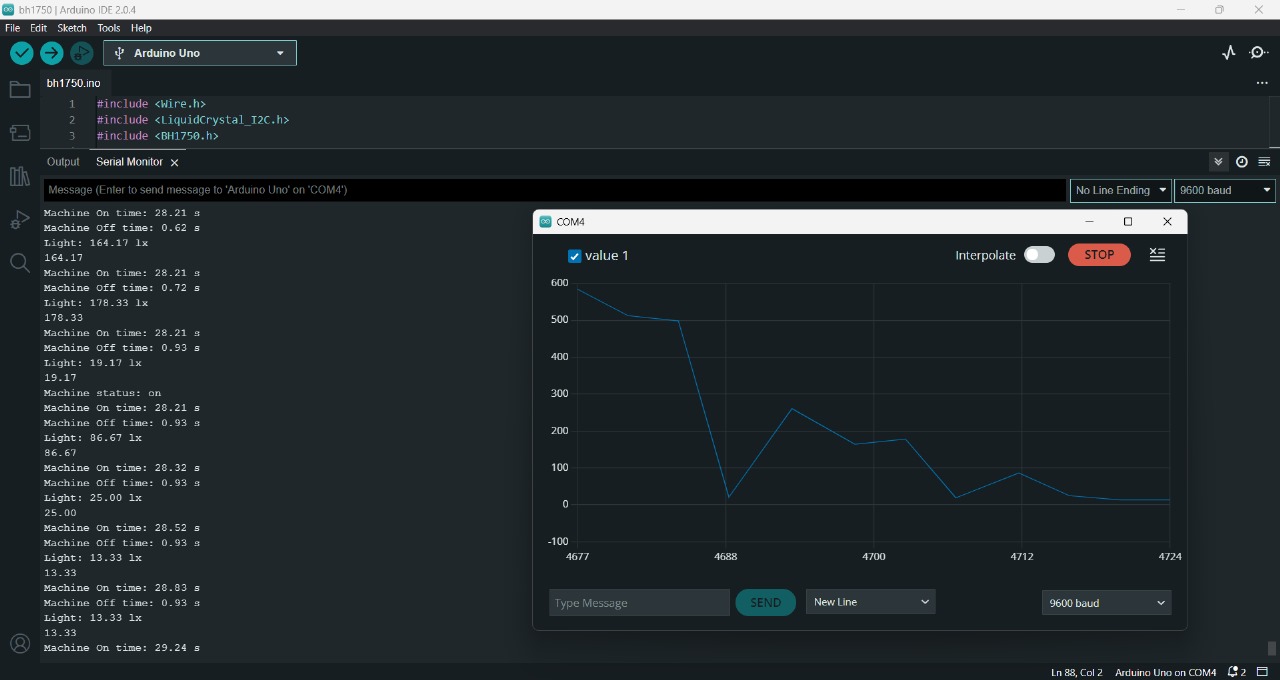 bh1750 | Arduino IDE 2.0.4
File Edit Sketch Tools Help
Arduino Uno
bh1750.ino
1 #include <Wire.h>
2 #include <LiquidCrystal_I2C.h>
3 #include <BH1750.h>
Output Serial Monitor
Message (Enter to send message to 'Arduino Uno' on 'COM4')
No Line Ending
9600 baud
Machine On time: 28.21 s
Machine Off time: 0.62 s
Light: 164.17 lx
164.17
Machine On time: 28.21 s
Machine Off time: 0.72 s
Light: 178.33 lx
178.33
Machine On time: 28.21 s
Machine Off time: 0.93 s
Light: 19.17 lx
19.17
Machine status: on
Machine On time: 28.21 s
Machine Off time: 0.93 s
Light: 86.67 lx
86.67
Machine On time: 28.32 s
Machine Off time: 0.93 s
Light: 25.00 lx
25.00
Machine On time: 28.52 s
Machine Off time: 0.93 s
Light: 13.33 lx
13.33
Machine On time: 28.83 s
Machine Off time: 0.93 s
Light: 13.33 lx
13.33
Machine On time: 29.24 s
COM4
value 1
Interpolate
STOP
600
500
400
300
200
100
0
-100
4677 4688 4700 4712 4724
Type Message
SEND
New Line
9600 baud
Ln 88, Col 2 Arduino Uno on COM4 2